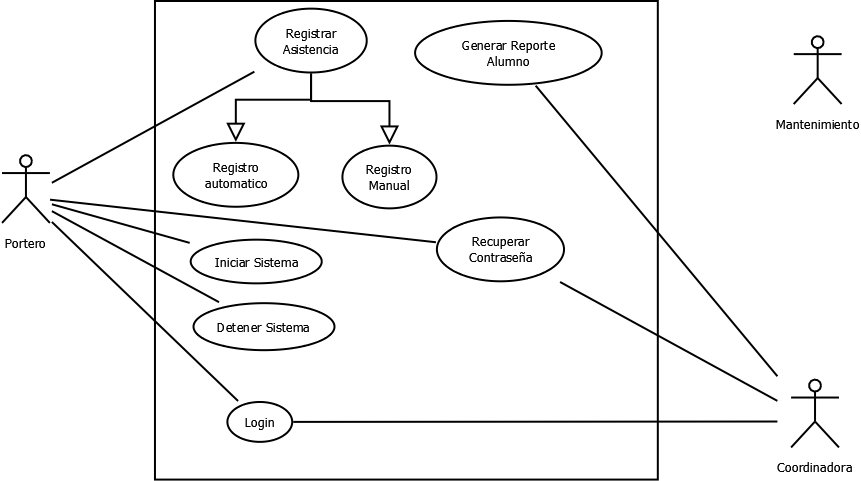 Registrar
Asistencia
Generar Reporte
Alumno
Mantenimiento
Registro
automatico
Registro
Manual
Portero
Recuperar
Contraseña
Iniciar Sistema
Detener Sistema
Login
Coordinadora